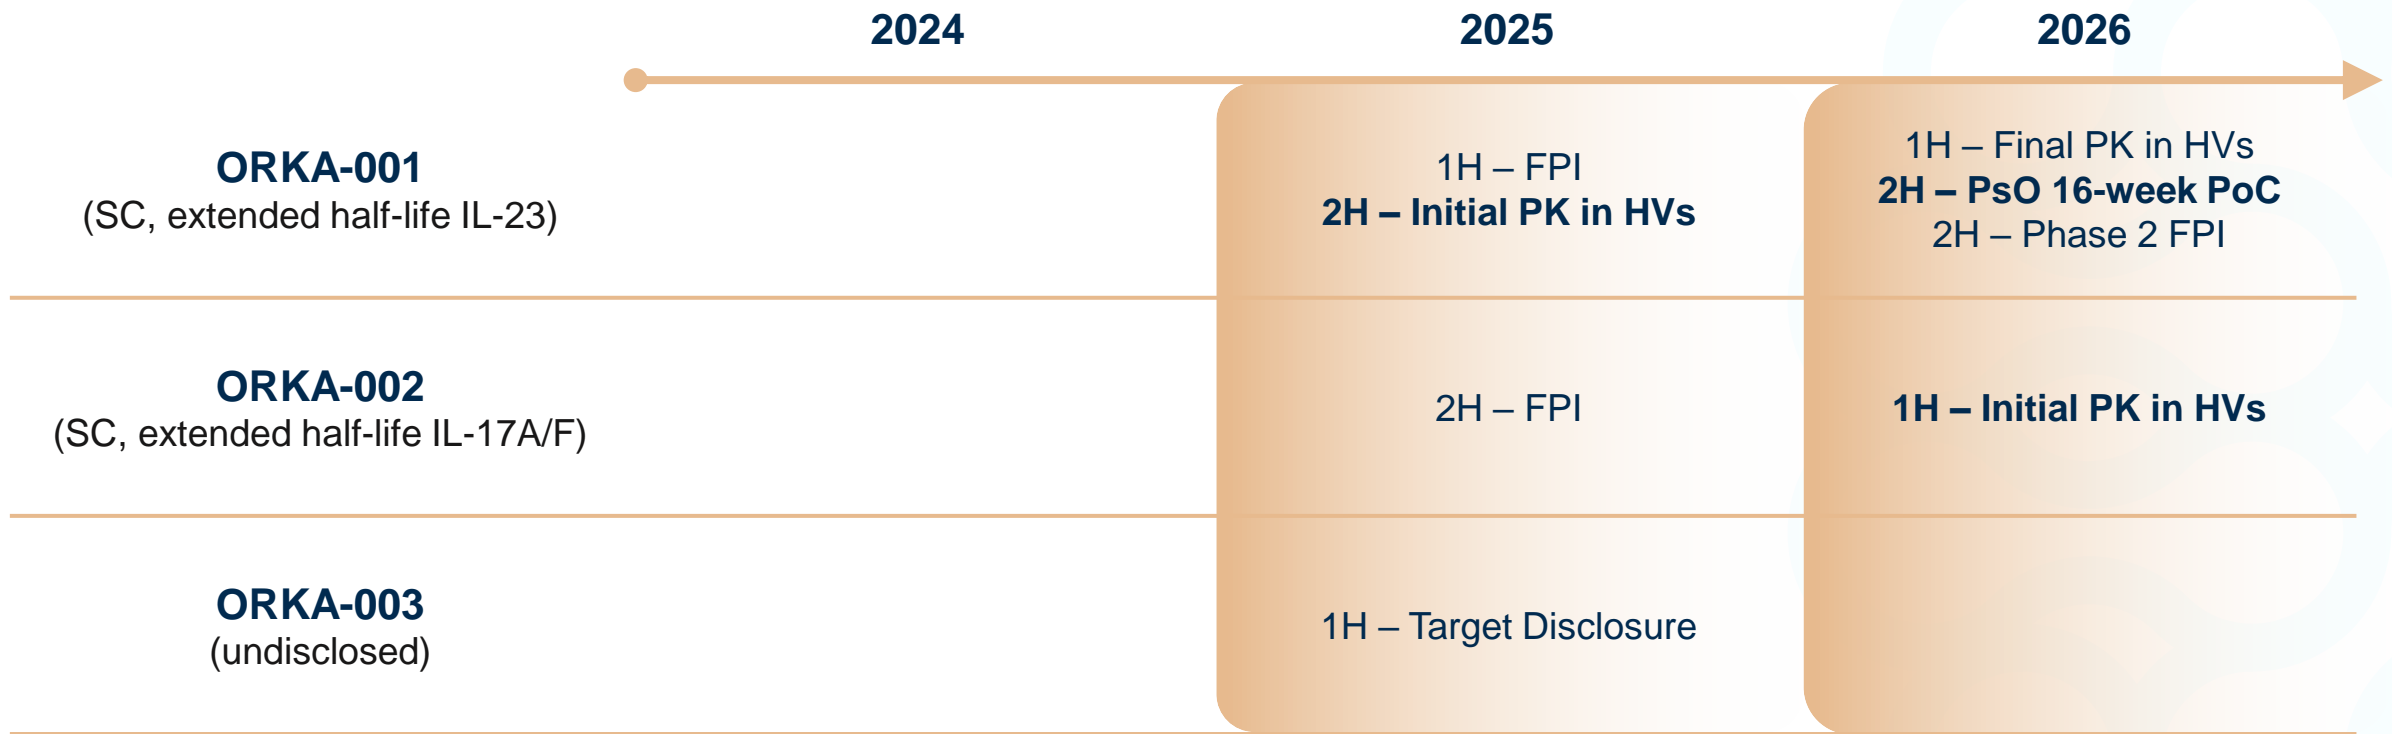 2024
2025
2026
ORKA-001
(SC, extended half-life IL-23)
1H – FPI
2H – Initial PK in HVs
1H – Final PK in HVs
2H – PsO 16-week PoC
2H – Phase 2 FPI
ORKA-002
(SC, extended half-life IL-17A/F)
2H – FPI
1H – Initial PK in HVs
ORKA-003
(undisclosed)
1H – Target Disclosure